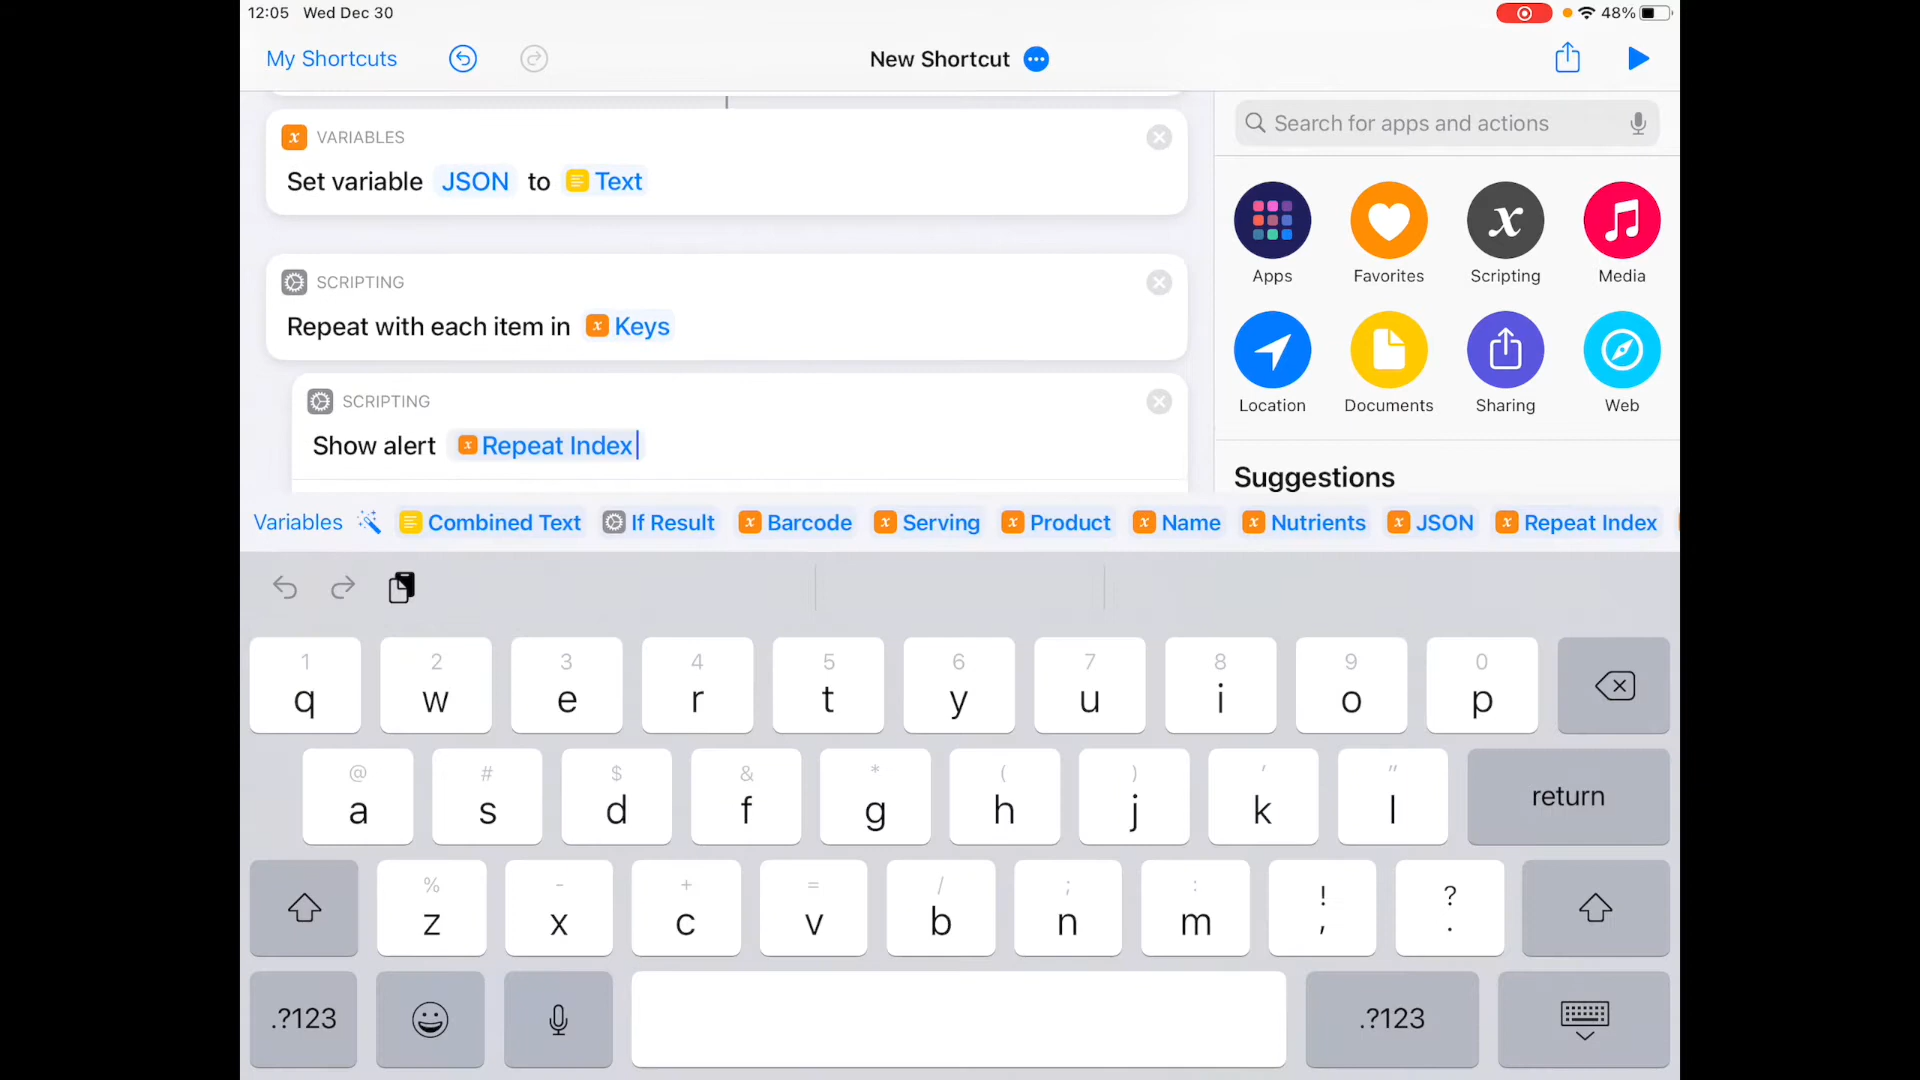 12:05 Wed Dec 30
48%
My Shortcuts
New Shortcut
VARIABLES
Set variable JSON to Text
SCRIPTING
Repeat with each item in Keys
SCRIPTING
Show alert Repeat Index
Search for apps and actions
Apps Favorites Scripting Media
Location Documents Sharing Web
Suggestions
Variables Combined Text If Result Barcode Serving Product Name Nutrients JSON Repeat Index
1 2 3 4 5 6 7 8 9 0
q w e r t y u i o p
@ # $ & * ( ) ' "
a s d f g h j k l return
% - + = / ; : ! ?
z x c v b n m , .
.?123 .?123